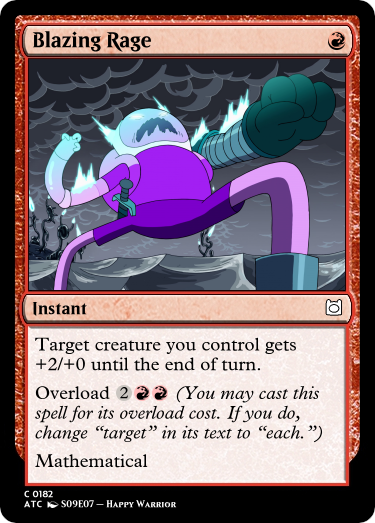 Blazing Rage
Instant
Target creature you control gets
+2/+0 until the end of turn.
Overload 2 (You may cast this
spell for its overload cost. If you do,
change “target” in its text to “each.”)
Mathematical
C 0182
ATC S09E07 – Happy Warrior